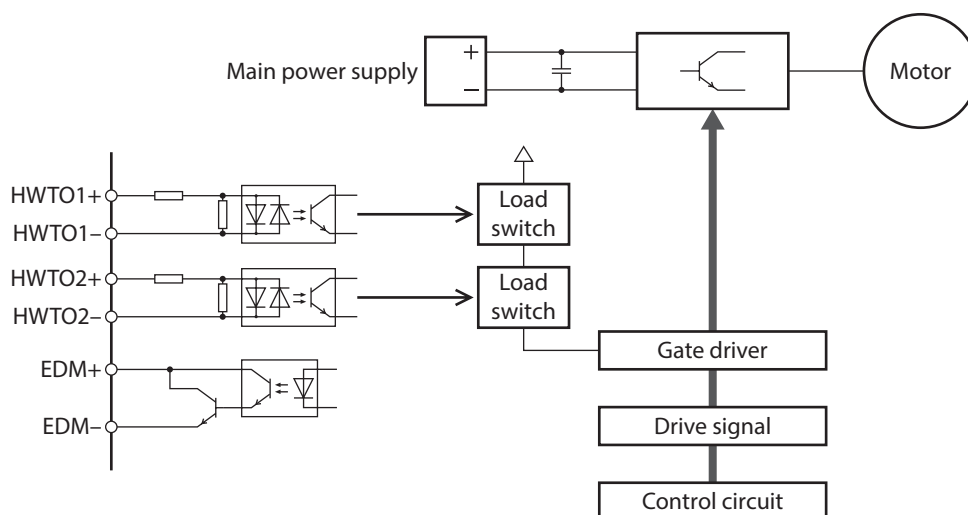 Main power supply
+
−
Motor
HWTO1+
HWTO1−
HWTO2+
HWTO2−
EDM+
EDM−
Load
switch
Load
switch
Gate driver
Drive signal
Control circuit